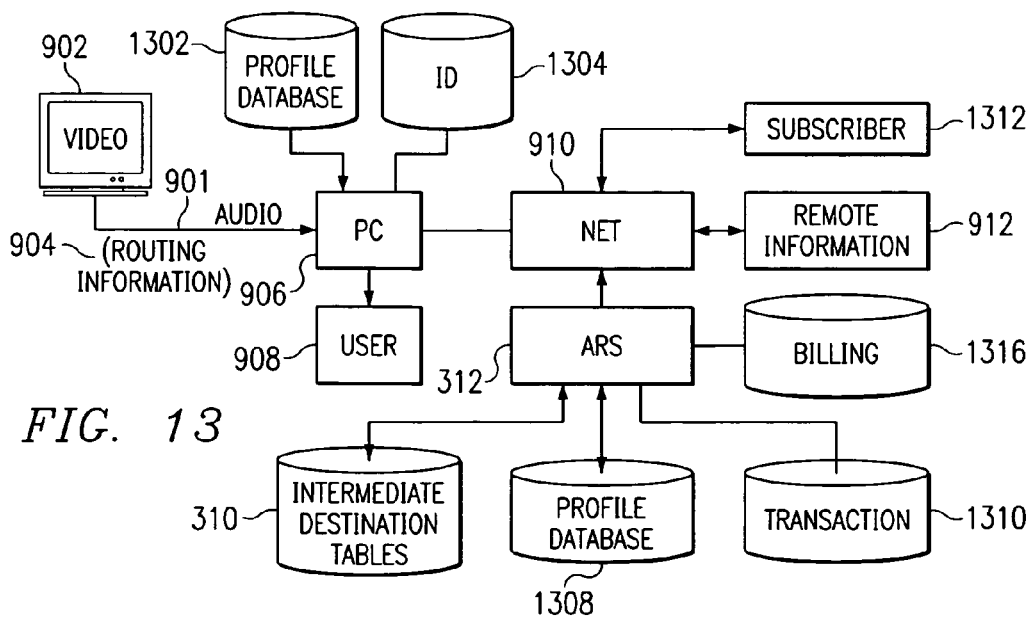 902
1302
PROFILE
DATABASE
ID
1304
VIDEO
901
AUDIO
904
(ROUTING
INFORMATION)
PC
906
910
NET
SUBSCRIBER
1312
REMOTE
INFORMATION
912
USER
908
ARS
312
BILLING
1316
FIG. 13
310
INTERMEDIATE
DESTINATION
TABLES
PROFILE
DATABASE
1308
TRANSACTION
1310